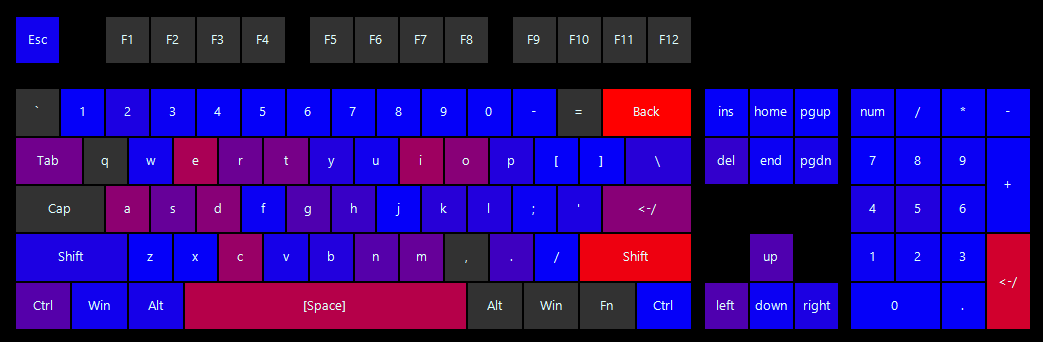 Esc F1 F2 F3 F4 F5 F6 F7 F8 F9 F10 F11 F12
` 1 2 3 4 5 6 7 8 9 0 - = Back ins home pgup num / * -
Tab q w e r t y u i o p [ ] \ del end pgdn 7 8 9 +
Cap a s d f g h j k l ; ' <-/ 4 5 6
Shift z x c v b n m , . / Shift up 1 2 3 <-/
Ctrl Win Alt [Space] Alt Win Fn Ctrl left down right 0 .